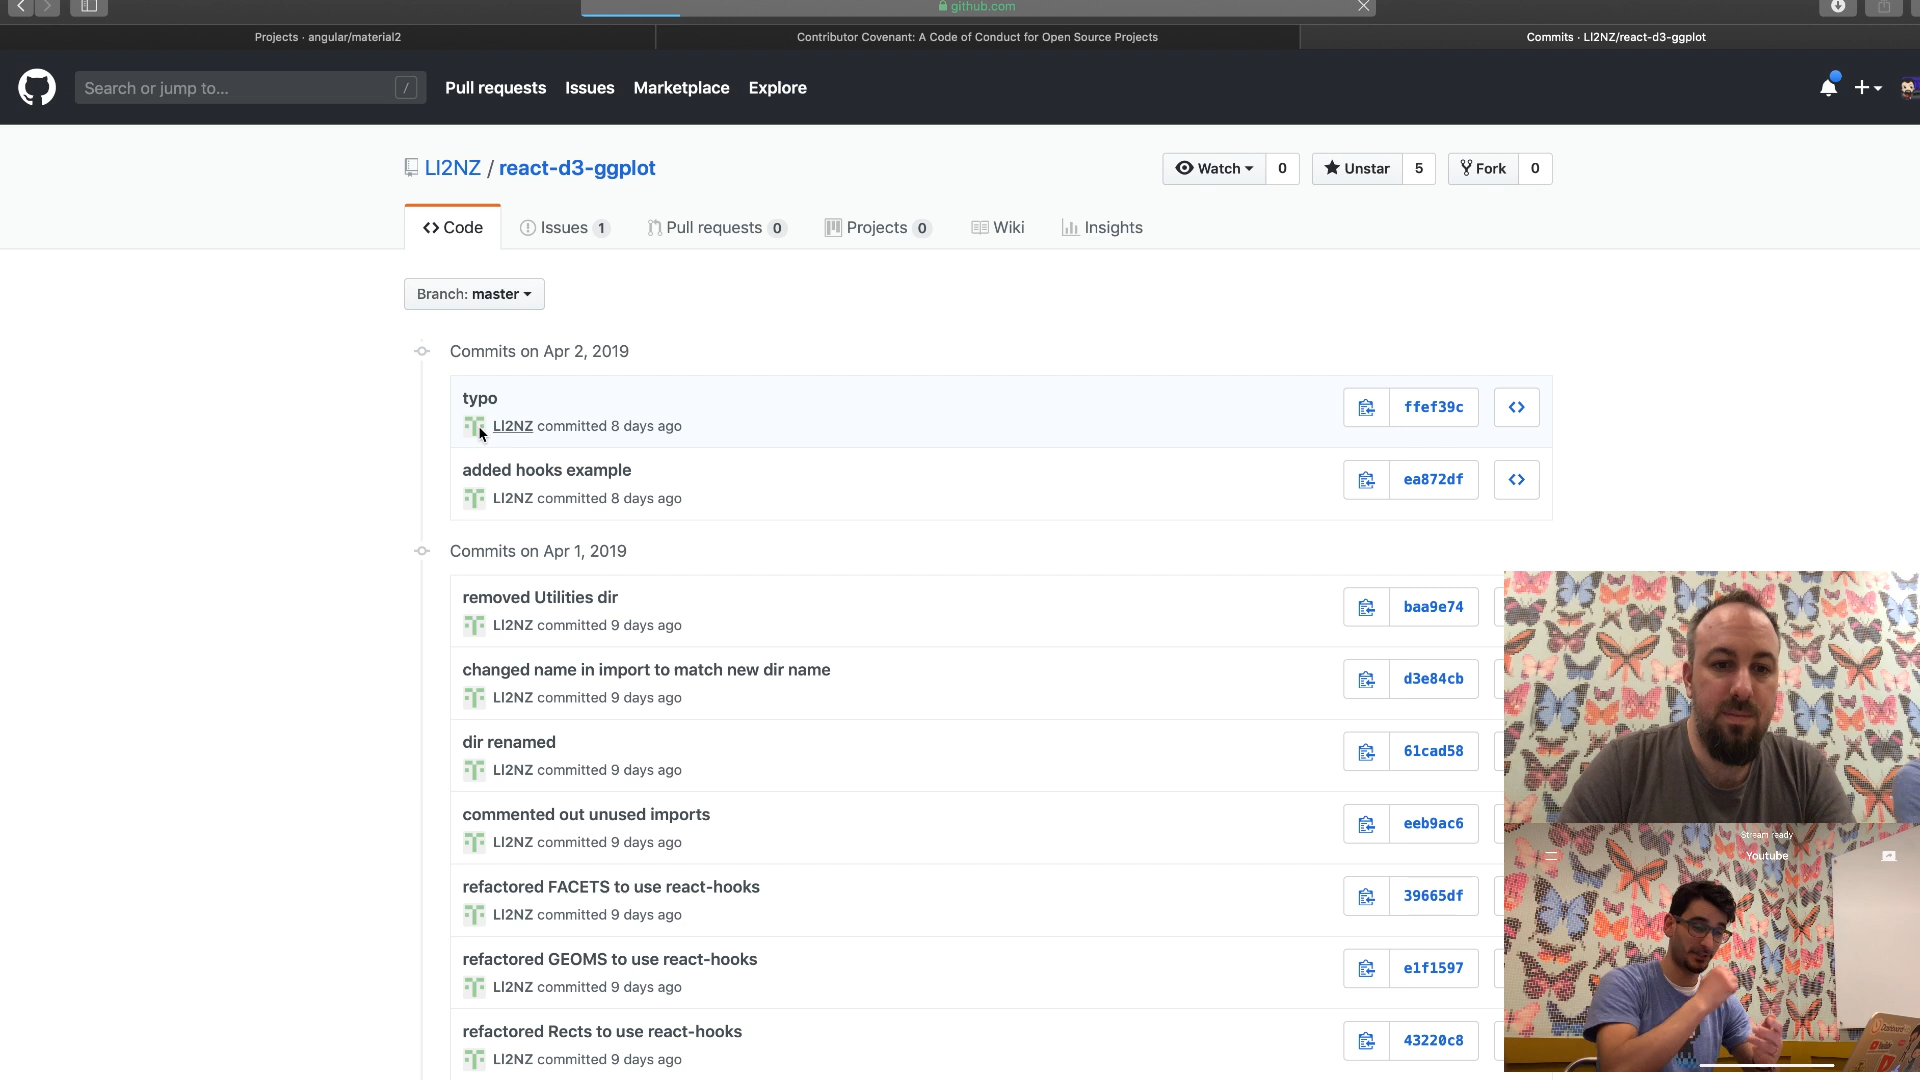 github.com
Projects · angular/material2
Contributor Covenant: A Code of Conduct for Open Source Projects
Commits · LI2NZ/react-d3-ggplot
Search or jump to... /
Pull requests Issues Marketplace Explore
LI2NZ / react-d3-ggplot
Watch 0 Unstar 5 Fork 0
Code Issues 1 Pull requests 0 Projects 0 Wiki Insights
Branch: master
Commits on Apr 2, 2019
typo
LI2NZ committed 8 days ago
ffef39c
added hooks example
LI2NZ committed 8 days ago
ea872df
Commits on Apr 1, 2019
removed Utilities dir
LI2NZ committed 9 days ago
baa9e74
changed name in import to match new dir name
LI2NZ committed 9 days ago
d3e84cb
dir renamed
LI2NZ committed 9 days ago
61cad58
commented out unused imports
LI2NZ committed 9 days ago
eeb9ac6
refactored FACETS to use react-hooks
LI2NZ committed 9 days ago
39665df
refactored GEOMS to use react-hooks
LI2NZ committed 9 days ago
e1f1597
refactored Rects to use react-hooks
LI2NZ committed 9 days ago
43220c8
Stream ready
Youtube